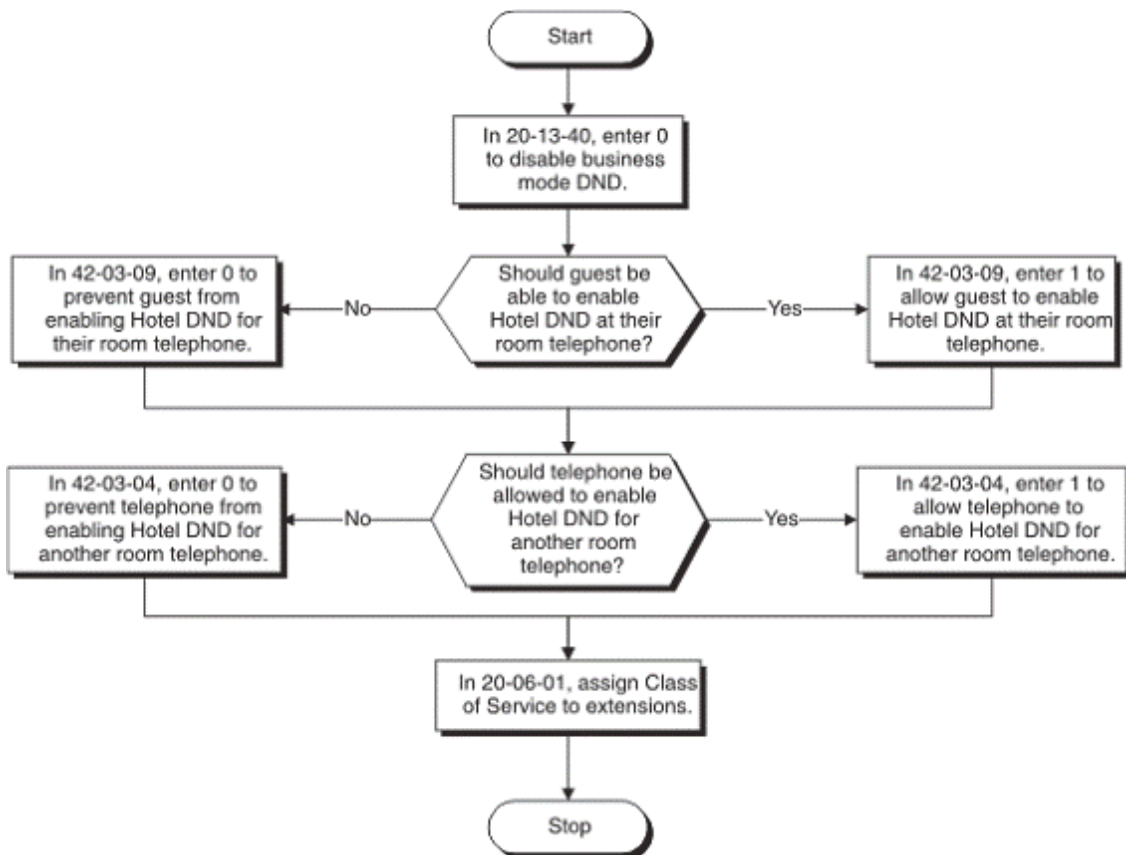 Start
In 20-13-40, enter 0
to disable business
mode DND.
In 42-03-09, enter 0 to
prevent guest from
enabling Hotel DND for
their room telephone.
No
Should guest be
able to enable
Hotel DND at their
room telephone?
Yes
In 42-03-09, enter 1 to
allow guest to enable
Hotel DND at their room
telephone.
In 42-03-04, enter 0 to
prevent telephone from
enabling Hotel DND for
another room telephone.
No
Should telephone be
allowed to enable
Hotel DND for
another room
telephone?
Yes
In 42-03-04, enter 1 to
allow telephone to
enable Hotel DND for
another room telephone.
In 20-06-01, assign Class
of Service to extensions.
Stop